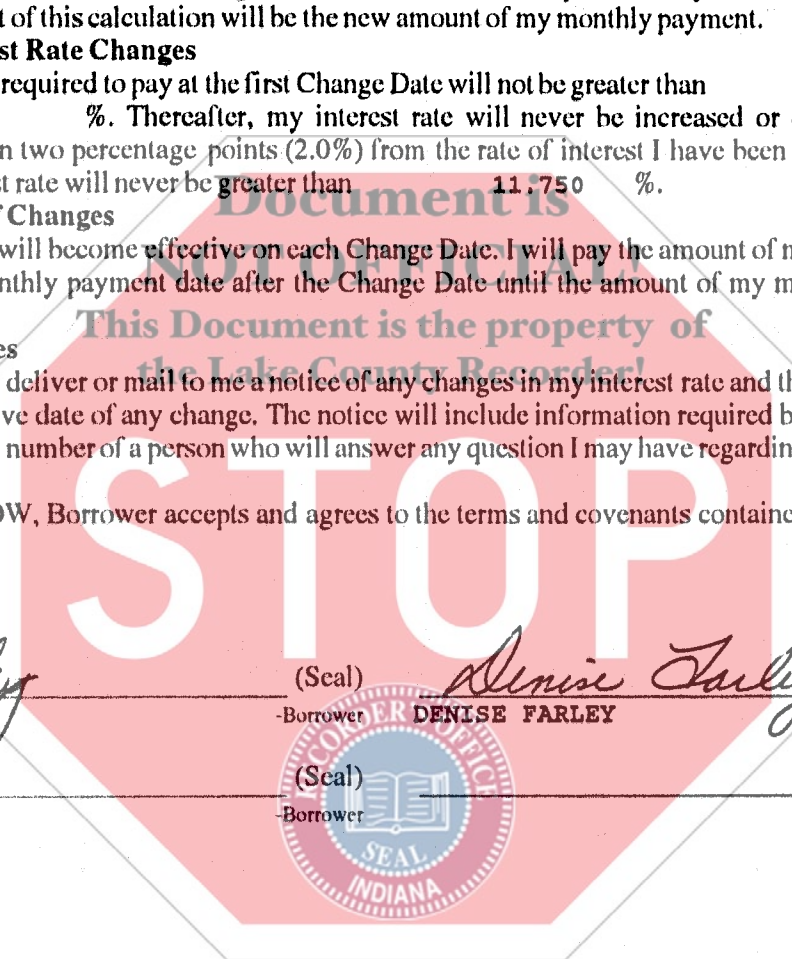 t of this calculation will be the new amount of my monthly payment.
st Rate Changes
required to pay at the first Change Date will not be greater than
%. Thereafter, my interest rate will never be increased or
n two percentage points (2.0%) from the rate of interest I have been
st rate will never be greater than 11.750 %.
Changes
will become effective on each Change Date. I will pay the amount of m
nthly payment date after the Change Date until the amount of my m
es
deliver or mail to me a notice of any changes in my interest rate and th
ve date of any change. The notice will include information required b
number of a person who will answer any question I may have regardin
OW, Borrower accepts and agrees to the terms and covenants containe
Document is
NOT OFFICIAL!
This Document is the property of
the Lake County Recorder!
STOP
(Seal) Denise Farley
-Borrower DENISE FARLEY
(Seal)
-Borrower
RECORDER'S OFFICE
SEAL
INDIANA